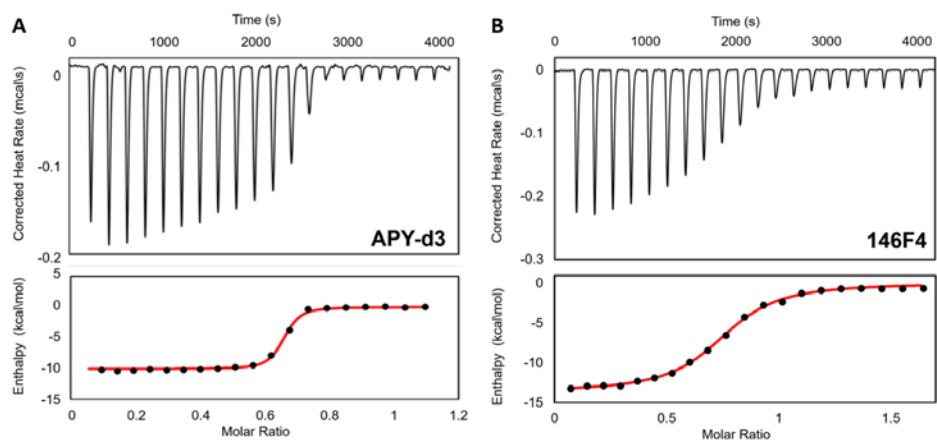 A
Time (s)
0 1000 2000 3000 4000
Corrected Heat Rate (mcal\s)
0
-0.1
-0.2
APY-d3
Enthalpy (kcal\mol)
5
0
-5
-10
-15
0 0.2 0.4 0.6 0.8 1 1.2
Molar Ratio
B
Time (s)
0 1000 2000 3000 4000
Corrected Heat Rate (mcal\s)
0
-0.1
-0.2
-0.3
146F4
Enthalpy (kcal\mol)
0
-5
-10
-15
0 0.5 1 1.5
Molar Ratio